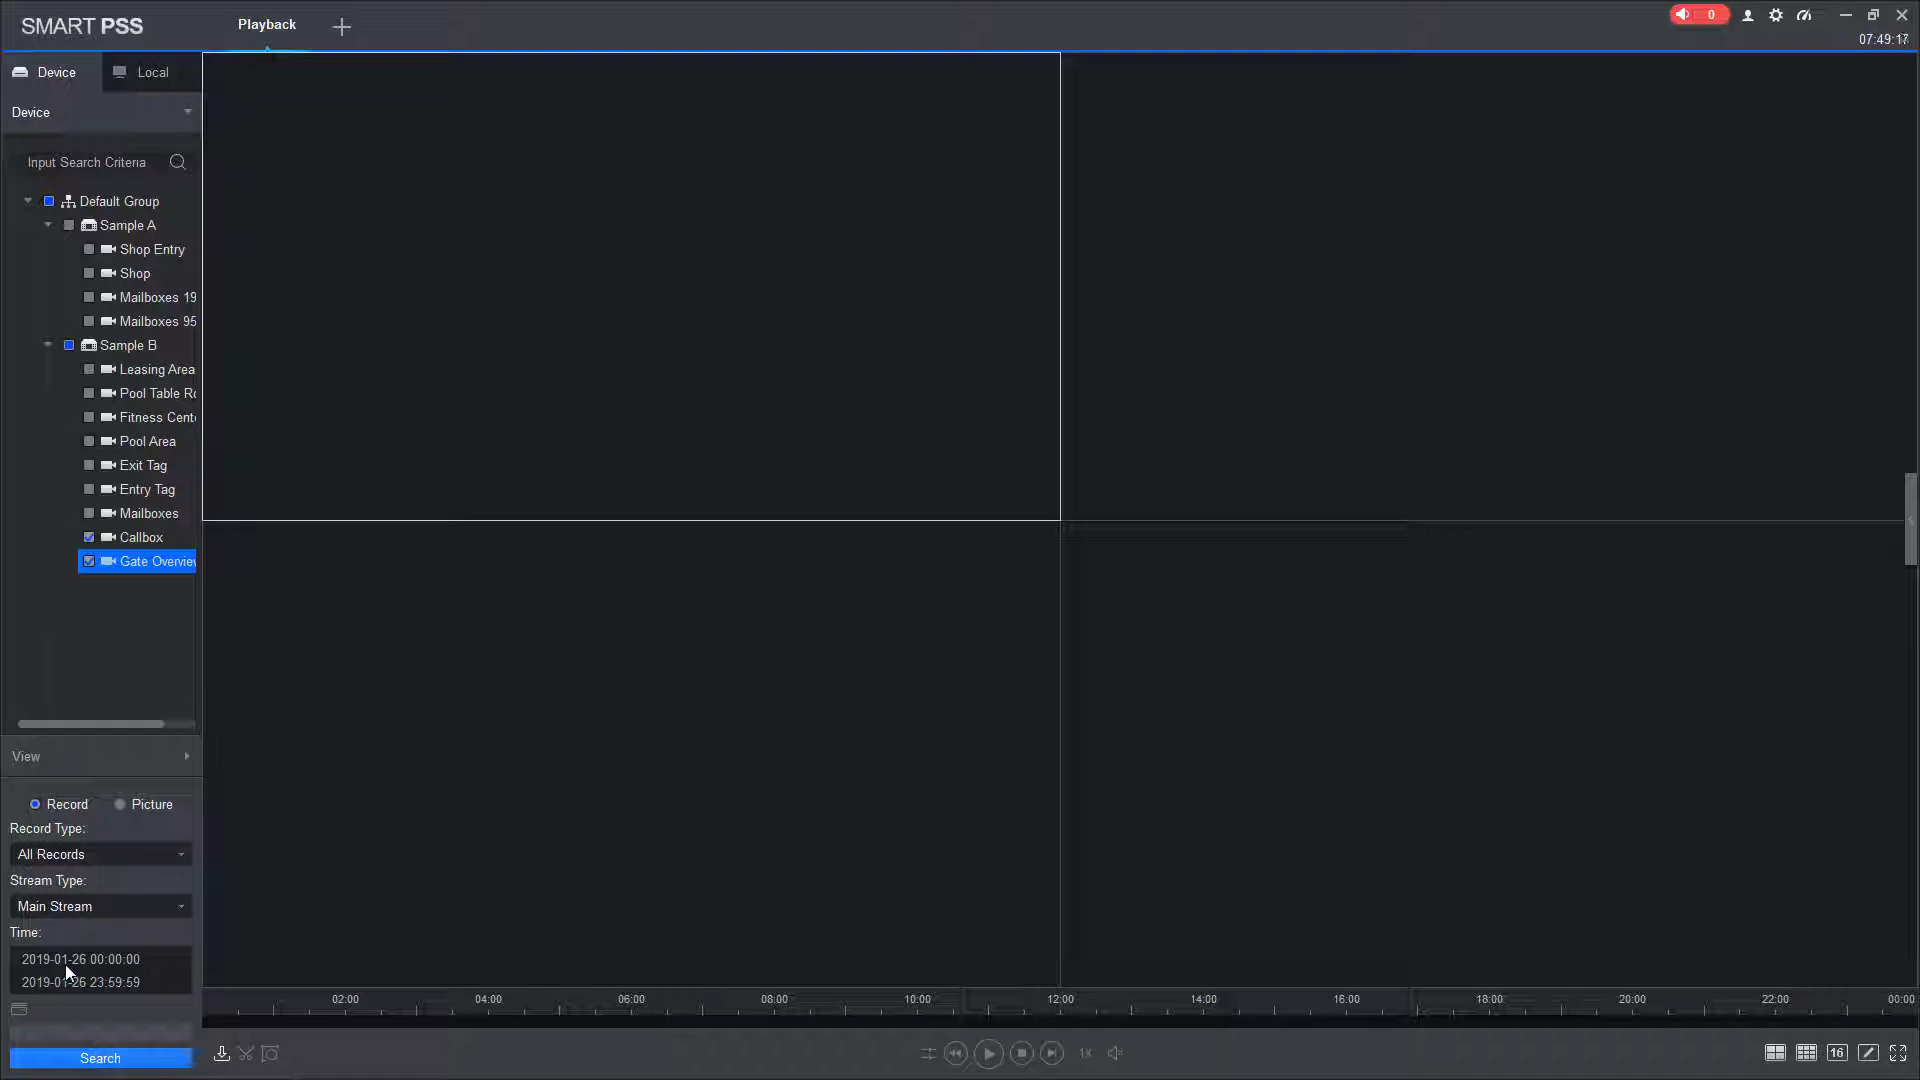 SMART PSS
Playback
0
07:49:17
Device
Local
Device
Input Search Criteria
Default Group
Sample A
Shop Entry
Shop
Mailboxes 19
Mailboxes 95
Sample B
Leasing Area
Pool Table Ro
Fitness Cente
Pool Area
Exit Tag
Entry Tag
Mailboxes
Callbox
Gate Overview
View
Record
Picture
Record Type:
All Records
Stream Type:
Main Stream
Time:
2019-01-26 00:00:00
2019-01-26 23:59:59
Search
02:00 04:00 06:00 08:00 10:00 12:00 14:00 16:00 18:00 20:00 22:00 00:00
1X
16